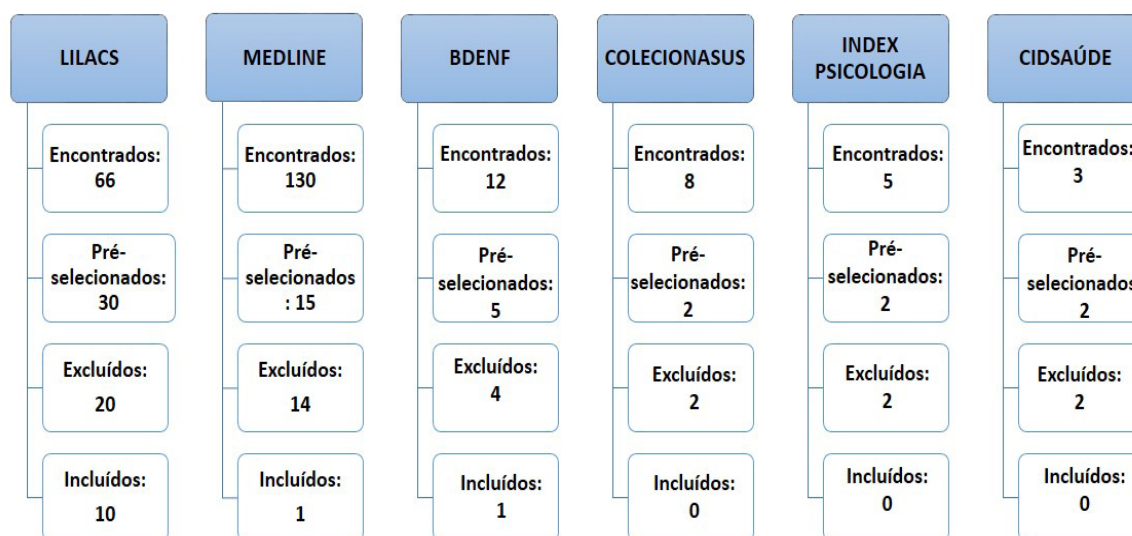 LILACS
Encontrados:
66
Pré-
selecionados:
30
Excluídos:
20
Incluídos:
10
MEDLINE
Encontrados:
130
Pré-
selecionados
: 15
Excluídos:
14
Incluídos:
1
BDENF
Encontrados:
12
Pré-
selecionados:
5
Excluídos:
4
Incluídos:
1
COLECIONASUS
Encontrados:
8
Pré-
selecionados:
2
Excluídos:
2
Incluídos:
0
INDEX
PSICOLOGIA
Encontrados:
5
Pré-
selecionados:
2
Excluídos:
2
Incluídos:
0
CIDSAÚDE
Encontrados:
3
Pré-
selecionados
2
Excluídos:
2
Incluídos:
0